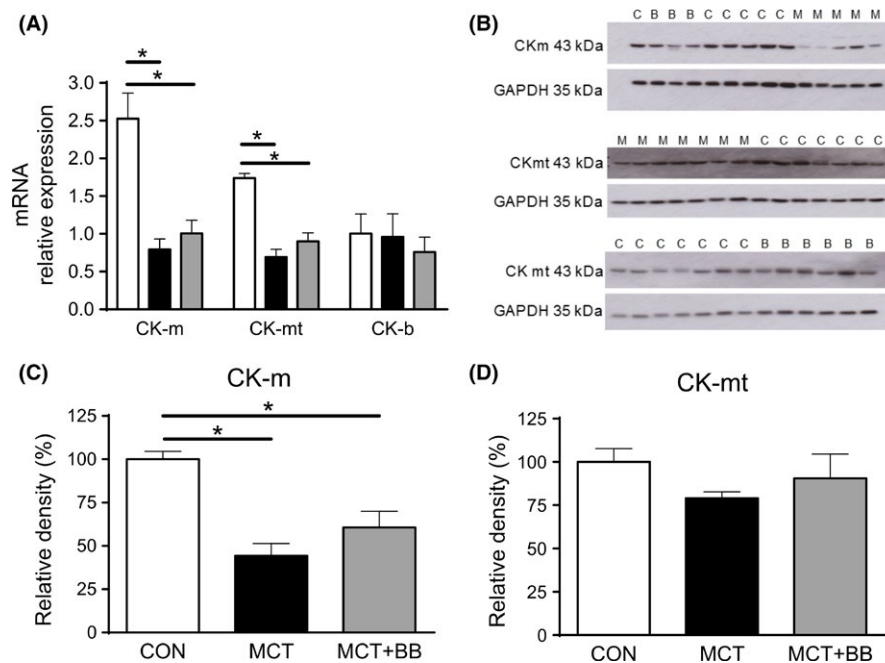 (A)
mRNA
relative expression
3.0
2.5
2.0
1.5
1.0
0.5
0.0
*
*
*
*
CK-m
CK-mt
CK-b
(B)
C B B B C C C C C M M M M M
CKm 43 kDa
GAPDH 35 kDa
M M M M M M M C C C C C C C
CKmt 43 kDa
GAPDH 35 kDa
C C C C C C C B B B B B B
CK mt 43 kDa
GAPDH 35 kDa
(C)
CK-m
Relative density (%)
125
100
75
50
25
0
*
*
CON
MCT
MCT+BB
(D)
CK-mt
Relative density (%)
125
100
75
50
25
0
CON
MCT
MCT+BB